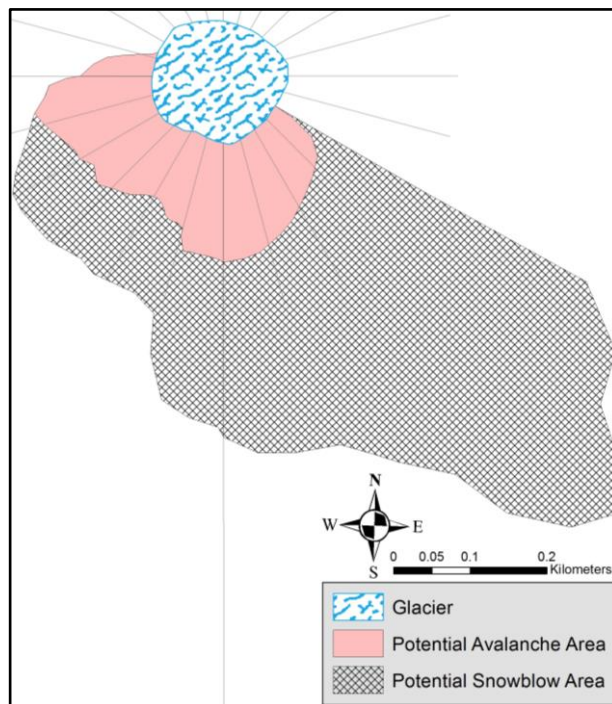 N
W E
S
0 0.05 0.1 0.2
Kilometers
Glacier
Potential Avalanche Area
Potential Snowblow Area